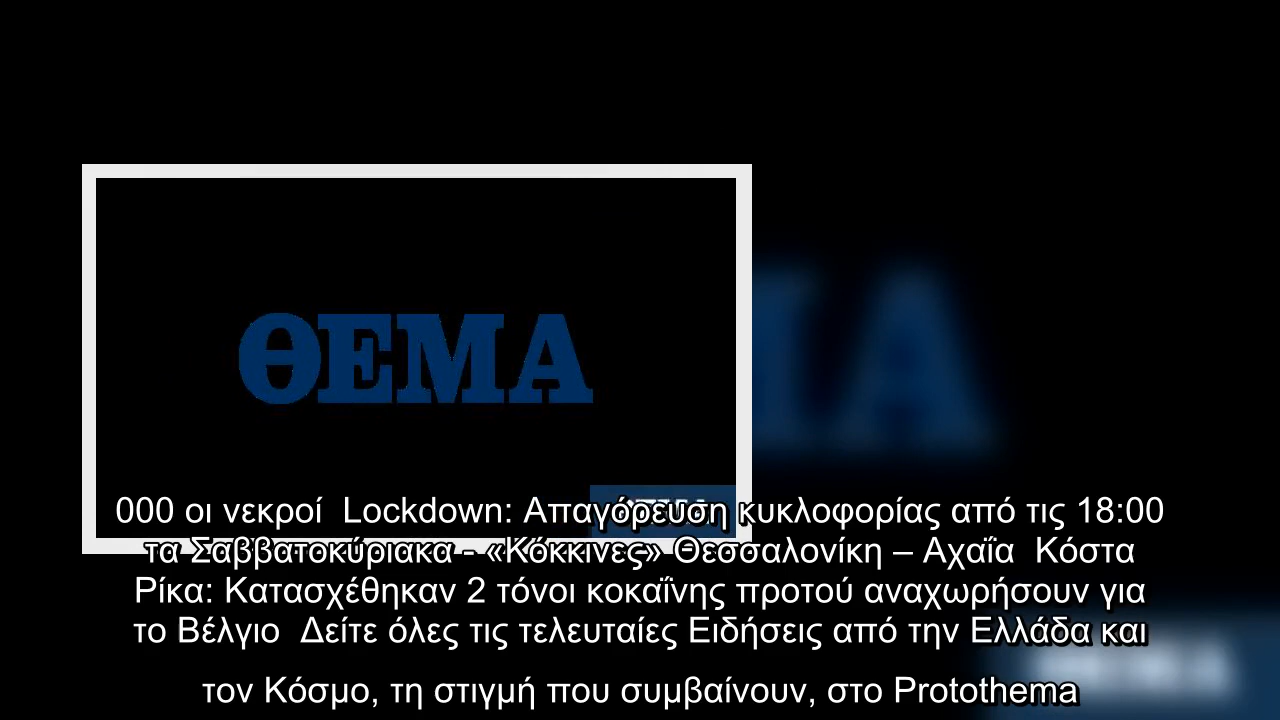 ΘΕΜΑ
000 οι νεκροί  Lockdown: Απαγόρευση κυκλοφορίας από τις 18:00
τα Σαββατοκύριακα - «Κόκκινες» Θεσσαλονίκη – Αχαΐα  Κόστα
Ρίκα: Κατασχέθηκαν 2 τόνοι κοκαΐνης προτού αναχωρήσουν για
το Βέλγιο  Δείτε όλες τις τελευταίες Ειδήσεις από την Ελλάδα και
τον Κόσμο, τη στιγμή που συμβαίνουν, στο Protothema